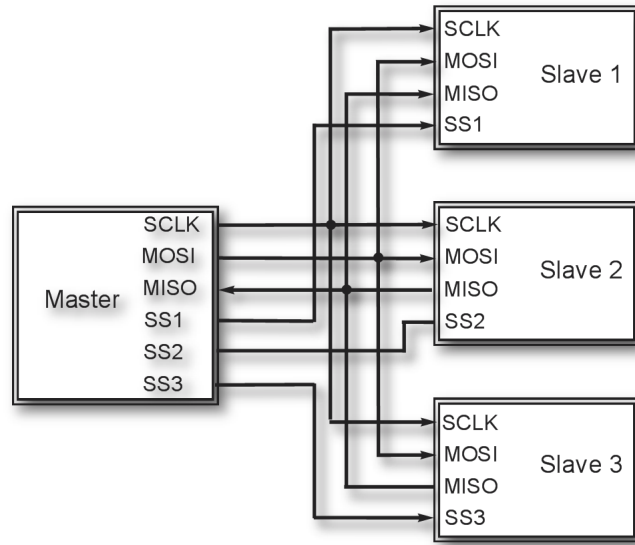 SCLK
MOSI
MISO
SS1
Slave 1
Master
SCLK
MOSI
MISO
SS1
SS2
SS3
SCLK
MOSI
MISO
SS2
Slave 2
SCLK
MOSI
MISO
SS3
Slave 3